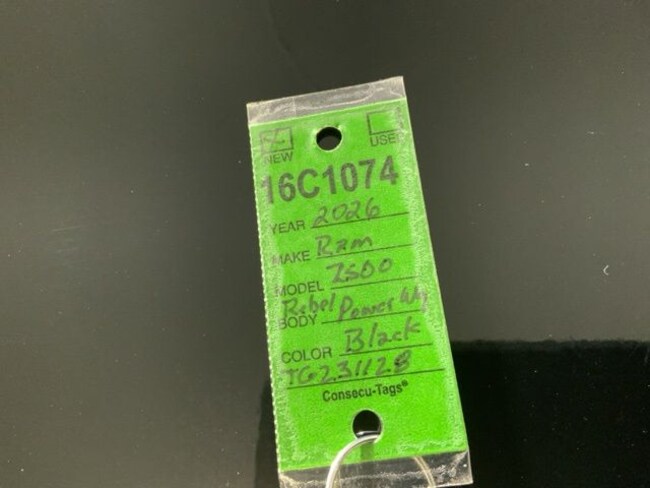 NEW USED
16C1074
YEAR 2026
MAKE Ram
MODEL 2500
Rebel
BODY Power Wg
COLOR Black
TG231128
Consecu-Tags®